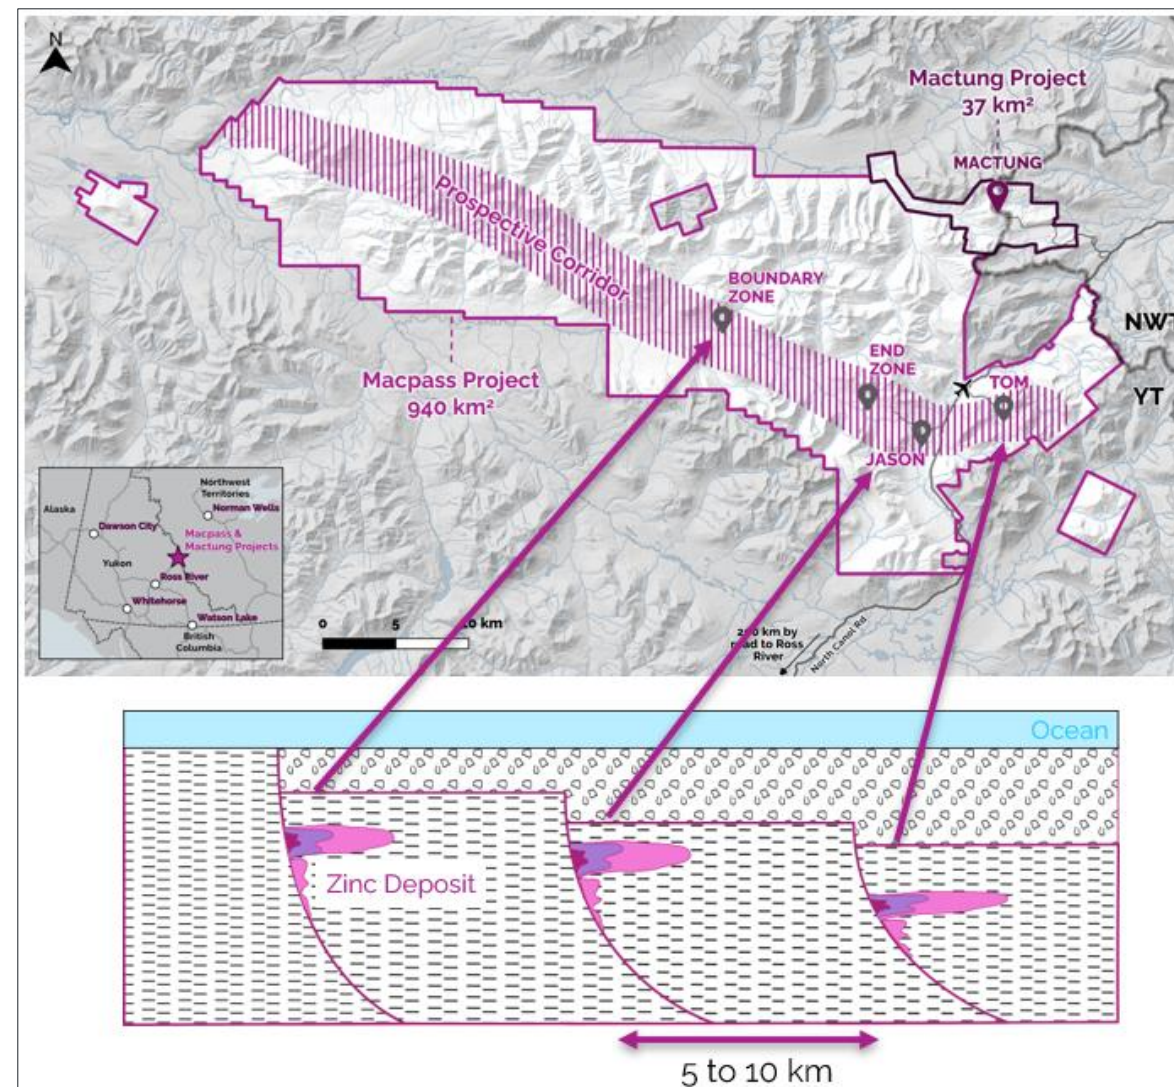 N
Mactung Project
37 km²
MACTUNG
Prospective Corridor
BOUNDARY
ZONE
NWT
END
ZONE
TOM
YT
Macpass Project
940 km²
JASON
Northwest
Territories
Alaska
Norman Wells
Dawson City
Macpass &
Mactung Projects
Yukon
Ross River
Whitehorse
Watson Lake
British
Columbia
0 5 10 km
km by
road to Ross
River
North Canol Rd
Ocean
Zinc Deposit
5 to 10 km